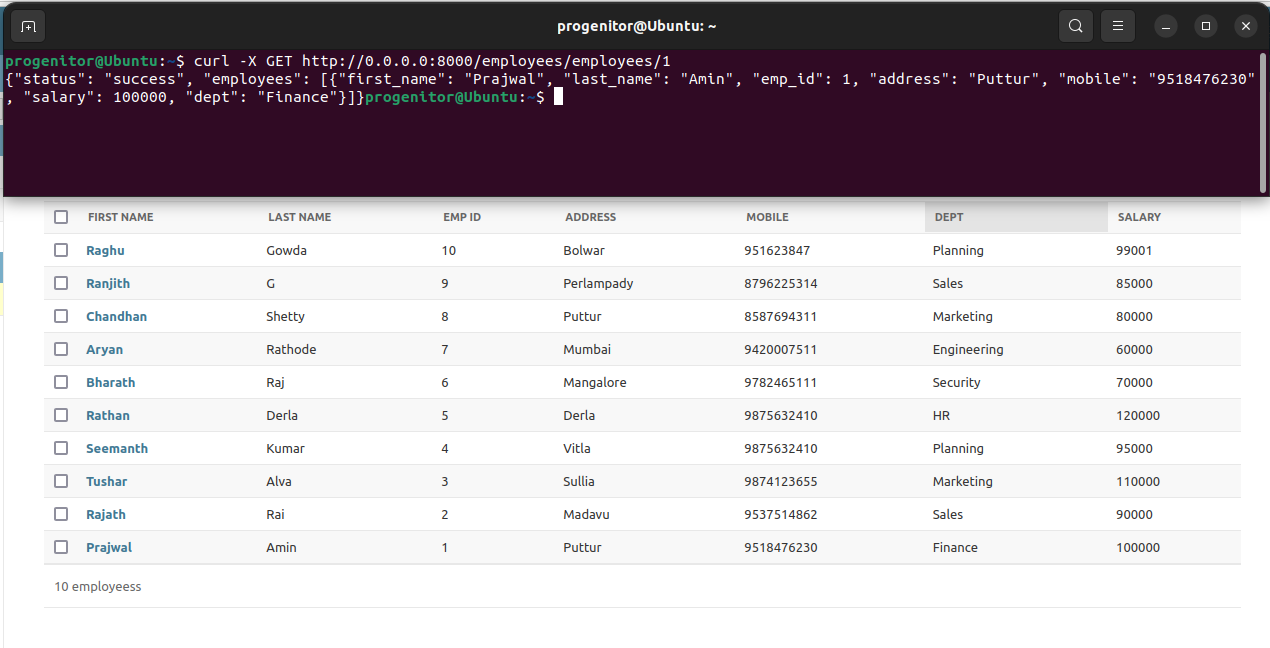 progenitor@Ubuntu: ~
progenitor@Ubuntu:~$ curl -X GET http://0.0.0.0:8000/employees/employees/1
{"status": "success", "employees": [{"first_name": "Prajwal", "last_name": "Amin", "emp_id": 1, "address": "Puttur", "mobile": "9518476230"
, "salary": 100000, "dept": "Finance"}]}progenitor@Ubuntu:~$
FIRST NAME LAST NAME EMP ID ADDRESS MOBILE DEPT SALARY
Raghu Gowda 10 Bolwar 951623847 Planning 99001
Ranjith G 9 Perlampady 8796225314 Sales 85000
Chandhan Shetty 8 Puttur 8587694311 Marketing 80000
Aryan Rathode 7 Mumbai 9420007511 Engineering 60000
Bharath Raj 6 Mangalore 9782465111 Security 70000
Rathan Derla 5 Derla 9875632410 HR 120000
Seemanth Kumar 4 Vitla 9875632410 Planning 95000
Tushar Alva 3 Sullia 9874123655 Marketing 110000
Rajath Rai 2 Madavu 9537514862 Sales 90000
Prajwal Amin 1 Puttur 9518476230 Finance 100000
10 employeess